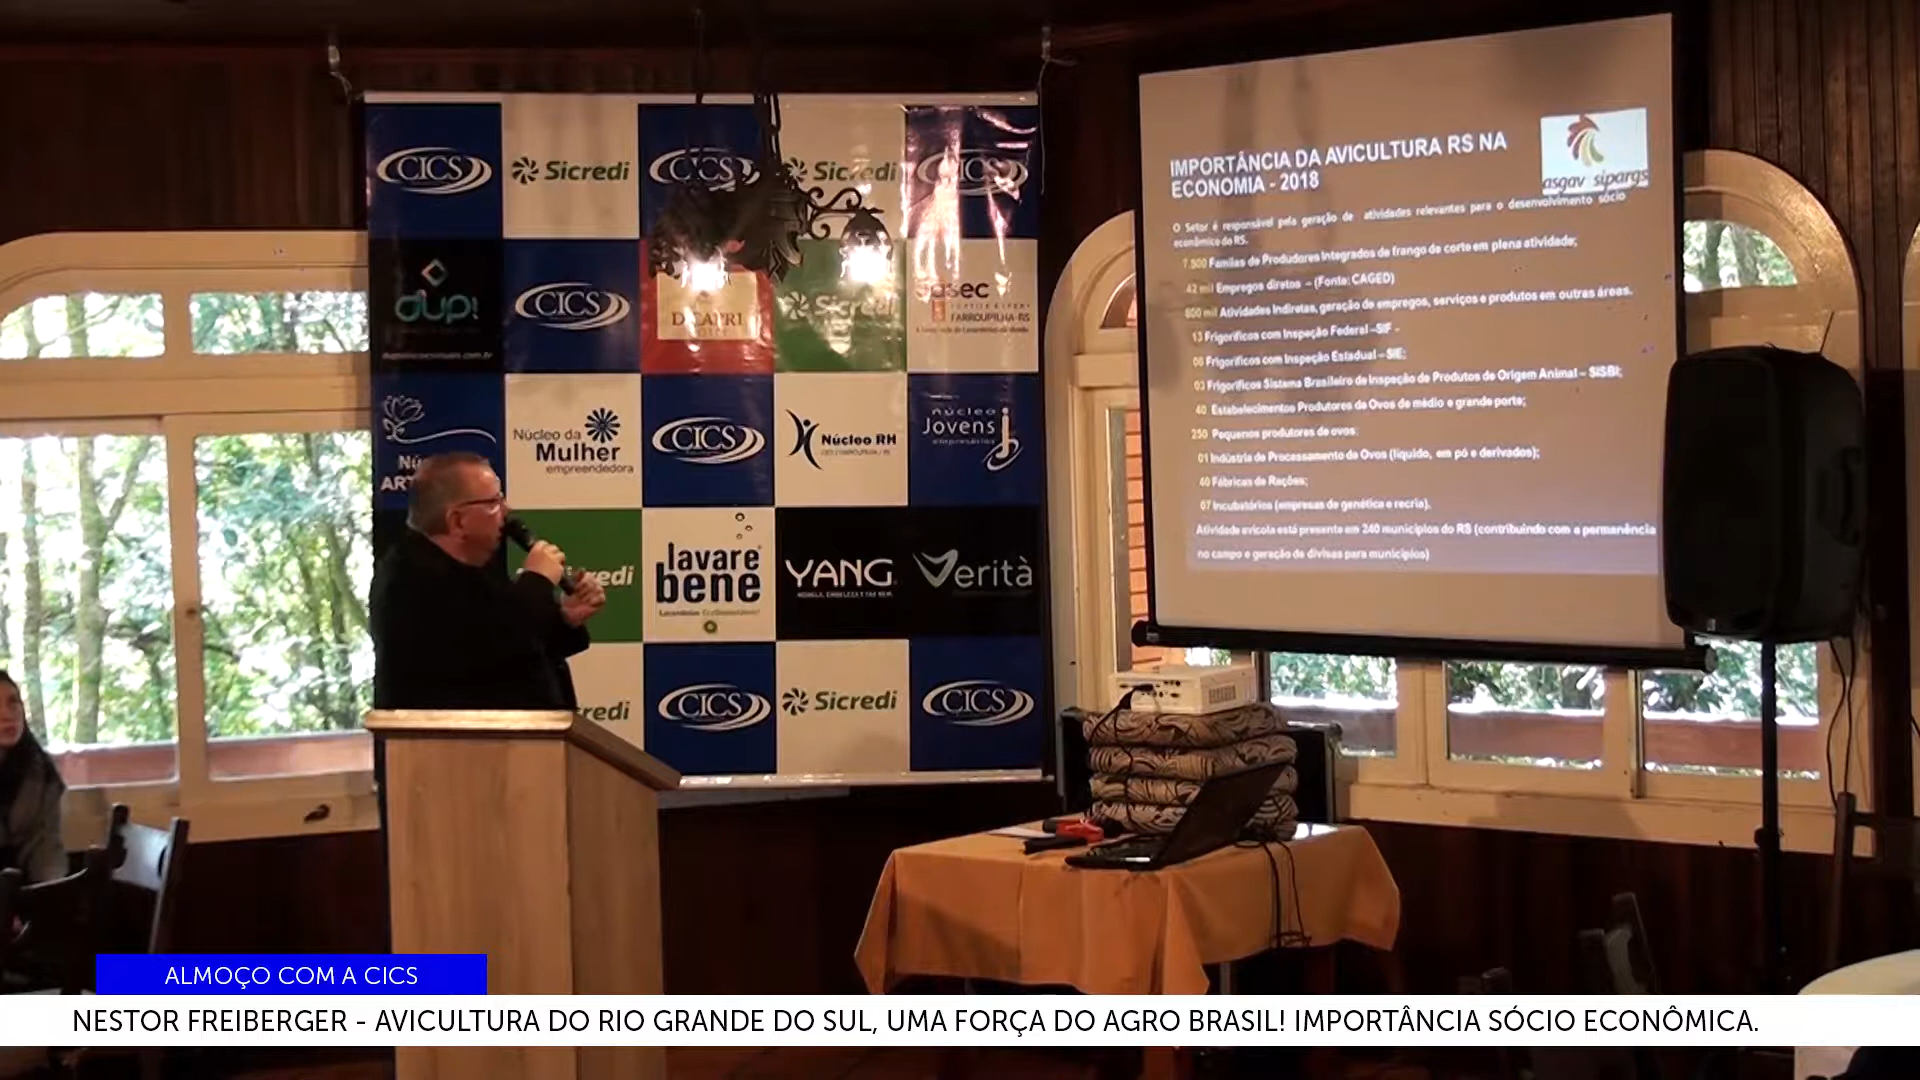 CICS Sicredi CICS Sicredi CICS
dup! CICS Sicredi
FARROUPILHA-RS
Núcleo da
Mulher
empreendedora
CICS
Núcleo RH
Núcleo
Jovens
lavare
bene
YANG
Verità
CICS Sicredi CICS
IMPORTÂNCIA DA AVICULTURA RS NA
ECONOMIA - 2018
asgav sipargs
O Setor é responsável pela geração de atividades relevantes para o desenvolvimento sócio
econômico do RS.
7.500 Famílas de Produdores Integrados de frango de corte em plena atividade;
42 mil Empregos diretos – (Fonte: CAGED)
800 mil Atividades Indiretas, geração de empregos, serviços e produtos em outras áreas.
13 Frigoríficos com Inspeção Federal –SIF -
06 Frigoríficos com Inspeção Estadual – SIE;
03 Frigoríficos Sistema Brasileiro de Inspeção de Produtos de Origem Animal – SISBI;
40 Estabelecimentos Produtores de Ovos de médio e grande porte;
250 Pequenos produtores de ovos.
01 Indústria de Processamento de Ovos (líquido, em pó e derivados);
40 Fábricas de Rações;
07 Incubatórios (empresas de genética e recria).
Atividade avícola está presente em 240 municípios do RS (contribuindo com a permanência
no campo e geração de divisas para municípios)
ALMOÇO COM A CICS
NESTOR FREIBERGER - AVICULTURA DO RIO GRANDE DO SUL, UMA FORÇA DO AGRO BRASIL! IMPORTÂNCIA SÓCIO ECONÔMICA.